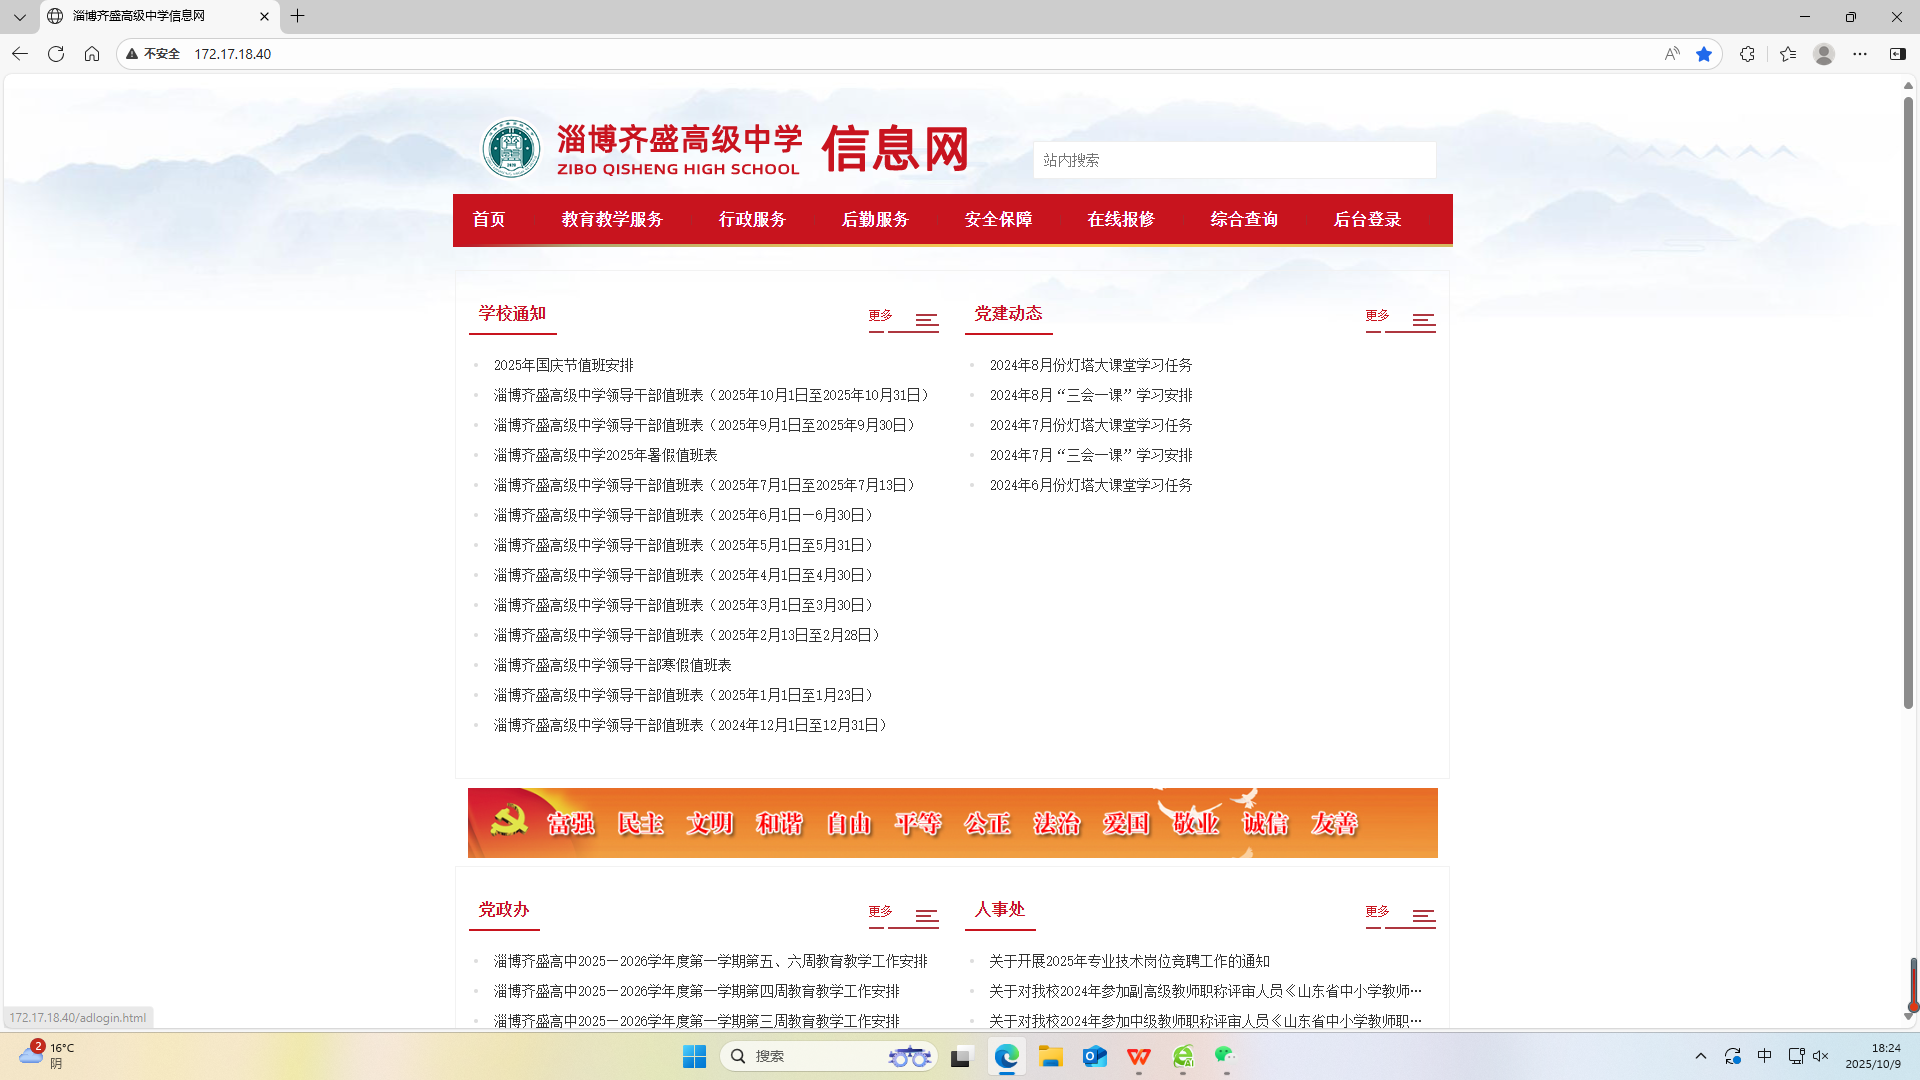 淄博齐盛高级中学信息网
不安全 172.17.18.40
淄博齐盛高级中学 信息网
ZIBO QISHENG HIGH SCHOOL
站内搜索
首页 教育教学服务 行政服务 后勤服务 安全保障 在线报修 综合查询 后台登录
学校通知 更多
2025年国庆节值班安排
淄博齐盛高级中学领导干部值班表（2025年10月1日至2025年10月31日）
淄博齐盛高级中学领导干部值班表（2025年9月1日至2025年9月30日）
淄博齐盛高级中学2025年暑假值班表
淄博齐盛高级中学领导干部值班表（2025年7月1日至2025年7月13日）
淄博齐盛高级中学领导干部值班表（2025年6月1日—6月30日）
淄博齐盛高级中学领导干部值班表（2025年5月1日至5月31日）
淄博齐盛高级中学领导干部值班表（2025年4月1日至4月30日）
淄博齐盛高级中学领导干部值班表（2025年3月1日至3月30日）
淄博齐盛高级中学领导干部值班表（2025年2月13日至2月28日）
淄博齐盛高级中学领导干部寒假值班表
淄博齐盛高级中学领导干部值班表（2025年1月1日至1月23日）
淄博齐盛高级中学领导干部值班表（2024年12月1日至12月31日）
党建动态 更多
2024年8月份灯塔大课堂学习任务
2024年8月“三会一课”学习安排
2024年7月份灯塔大课堂学习任务
2024年7月“三会一课”学习安排
2024年6月份灯塔大课堂学习任务
富强 民主 文明 和谐 自由 平等 公正 法治 爱国 敬业 诚信 友善
党政办 更多
淄博齐盛高中2025—2026学年度第一学期第五、六周教育教学工作安排
淄博齐盛高中2025—2026学年度第一学期第四周教育教学工作安排
淄博齐盛高中2025—2026学年度第一学期第三周教育教学工作安排
人事处 更多
关于开展2025年专业技术岗位竞聘工作的通知
关于对我校2024年参加副高级教师职称评审人员《山东省中小学教师…
关于对我校2024年参加中级教师职称评审人员《山东省中小学教师职…
172.17.18.40/adlogin.html
2
16°C
阴
搜索
中
18:24
2025/10/9